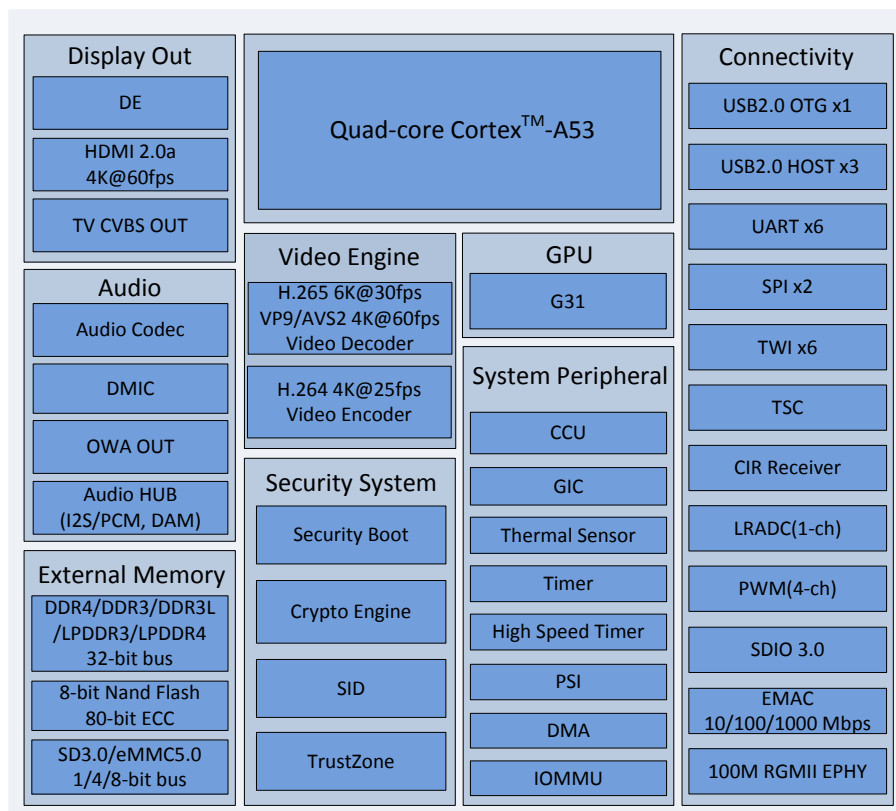 Display Out
DE
HDMI 2.0a
4K@60fps
TV CVBS OUT
Audio
Audio Codec
DMIC
OWA OUT
Audio HUB
(I2S/PCM, DAM)
External Memory
DDR4/DDR3/DDR3L
/LPDDR3/LPDDR4
32-bit bus
8-bit Nand Flash
80-bit ECC
SD3.0/eMMC5.0
1/4/8-bit bus
Quad-core Cortex™-A53
Video Engine
H.265 6K@30fps
VP9/AVS2 4K@60fps
Video Decoder
H.264 4K@25fps
Video Encoder
Security System
Security Boot
Crypto Engine
SID
TrustZone
GPU
G31
System Peripheral
CCU
GIC
Thermal Sensor
Timer
High Speed Timer
PSI
DMA
IOMMU
Connectivity
USB2.0 OTG x1
USB2.0 HOST x3
UART x6
SPI x2
TWI x6
TSC
CIR Receiver
LRADC(1-ch)
PWM(4-ch)
SDIO 3.0
EMAC
10/100/1000 Mbps
100M RGMII EPHY